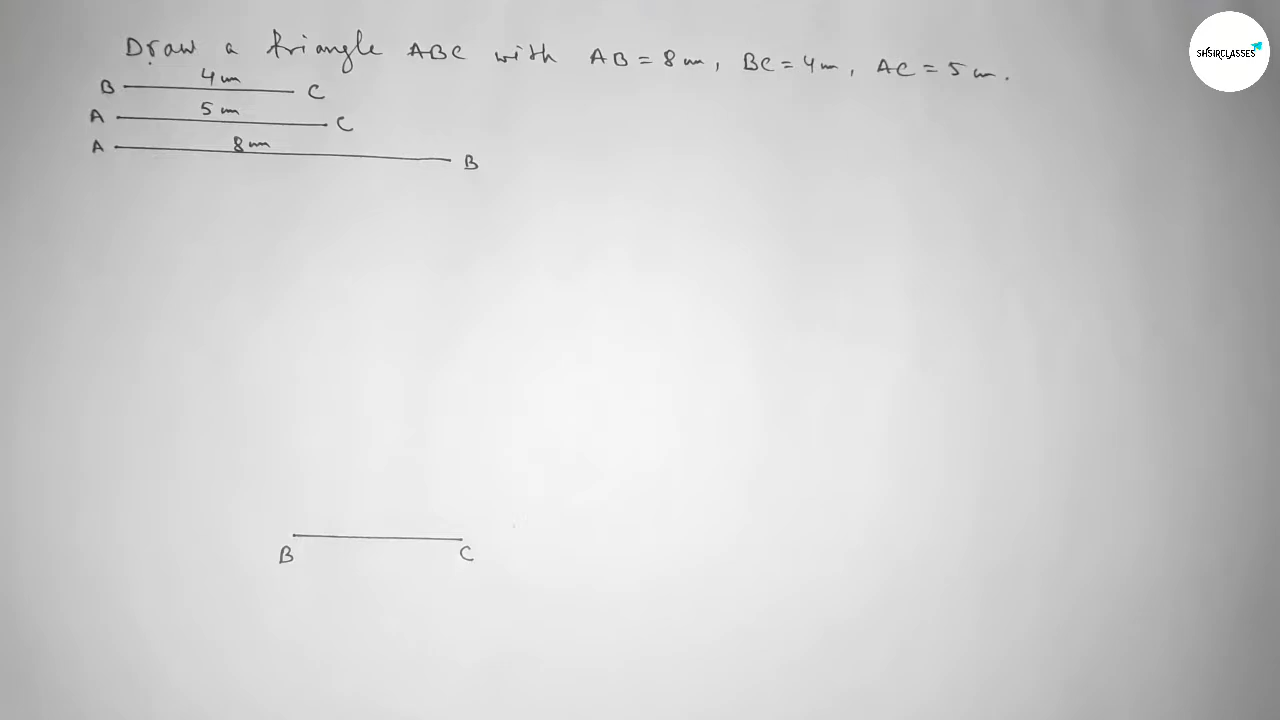 Draw a triangle ABC with AB = 8 cm, BC = 4 cm, AC = 5 cm.
B 4 cm C
A 5 cm C
A 8 cm B
B C
SHSIRCLASSES